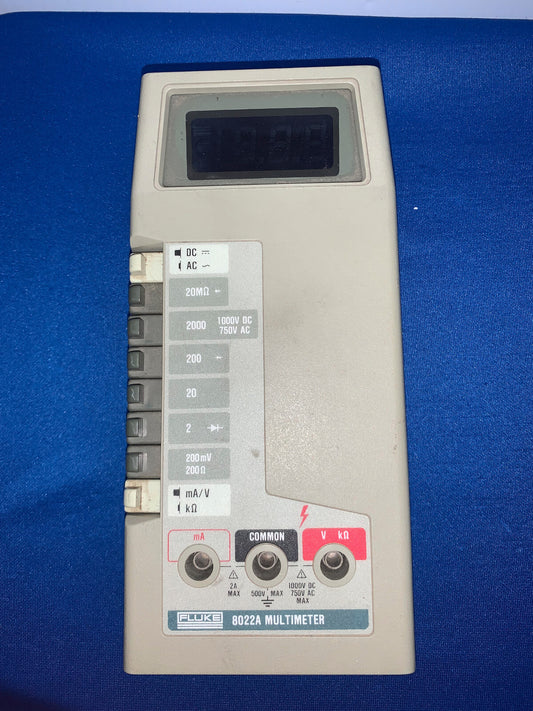 DC ⎓
AC ∼
20MΩ
2000 1000V DC
750V AC
200
20
2
200mV
200Ω
mA/V
kΩ
mA COMMON V kΩ
2A
MAX
500V MAX
1000V DC
750V AC
MAX
FLUKE 8022A MULTIMETER